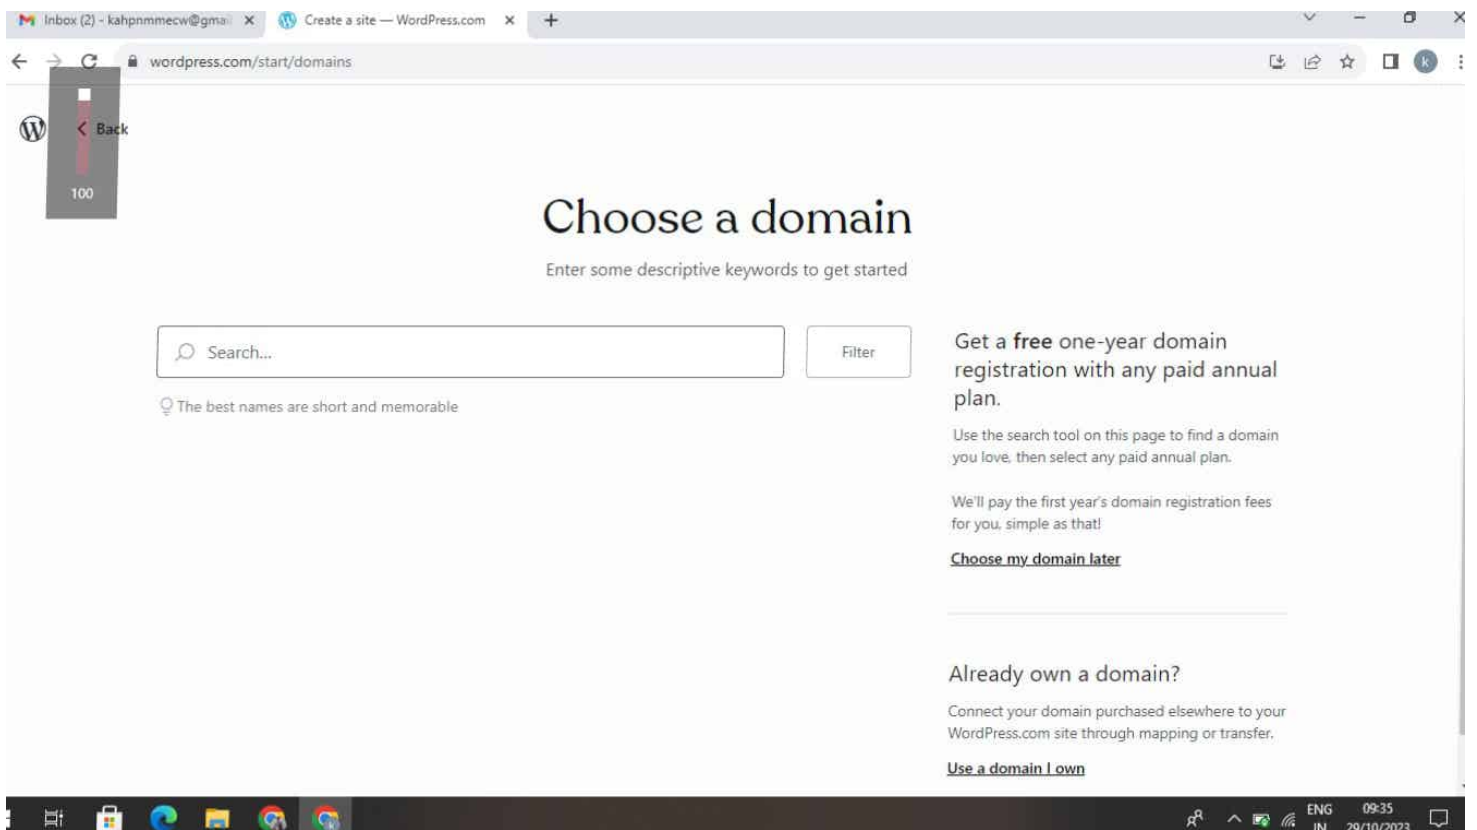 Inbox (2) - kahpnmmecw@gmai
Create a site — WordPress.com
wordpress.com/start/domains
k
Back
100
Choose a domain
Enter some descriptive keywords to get started
Search...
Filter
The best names are short and memorable
Get a free one-year domain
registration with any paid annual
plan.
Use the search tool on this page to find a domain
you love, then select any paid annual plan.
We'll pay the first year's domain registration fees
for you, simple as that!
Choose my domain later
Already own a domain?
Connect your domain purchased elsewhere to your
WordPress.com site through mapping or transfer.
Use a domain I own
ENG
IN
09:35
29/10/2023